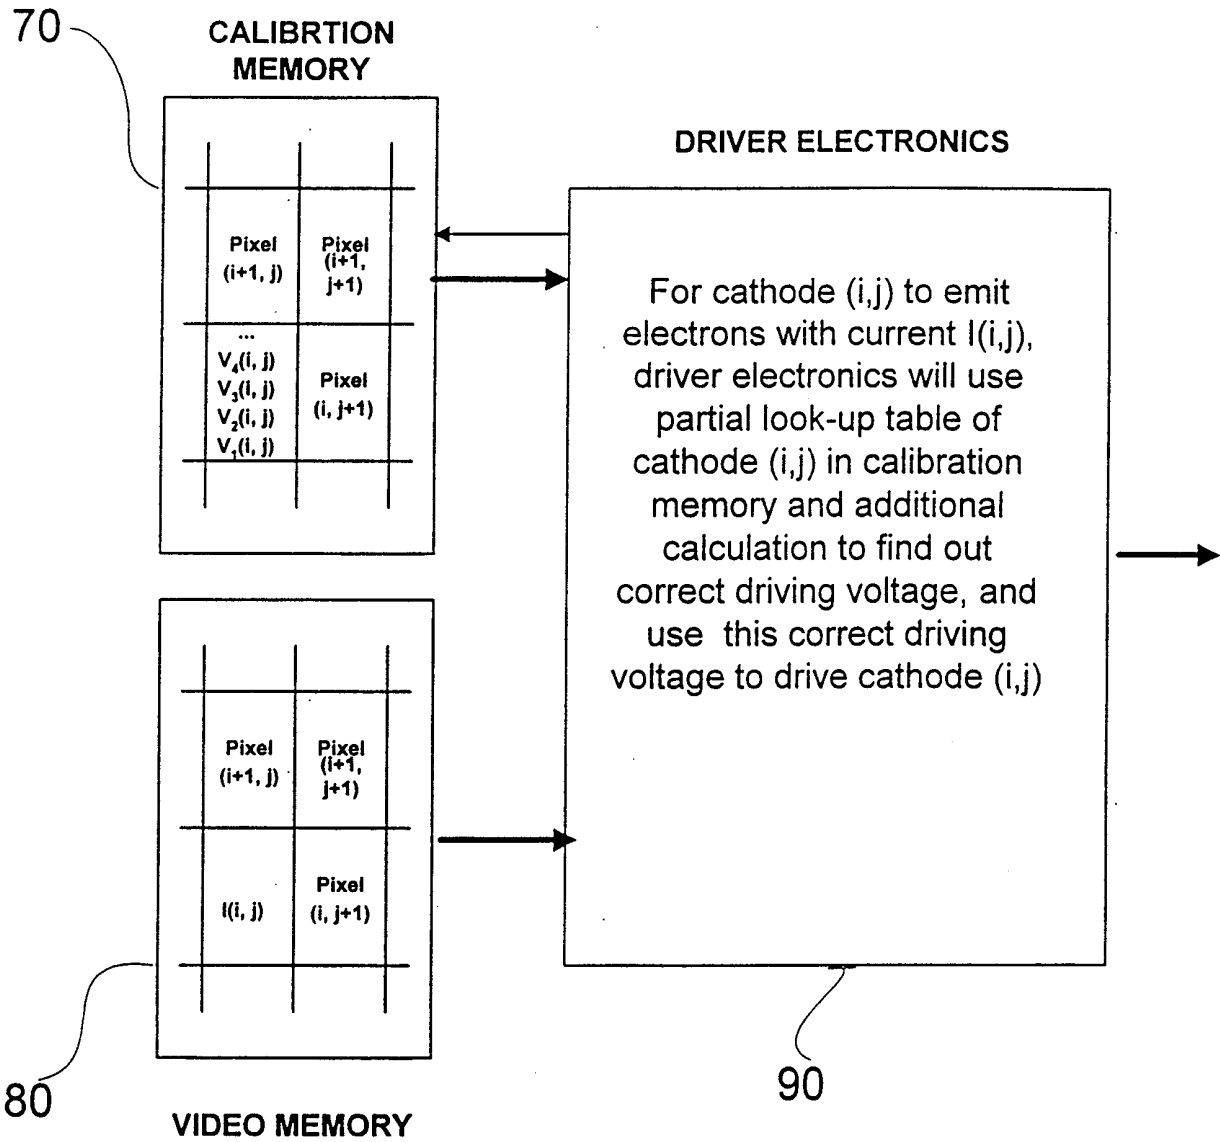 70
CALIBRTION
MEMORY
Pixel
(i+1, j)
Pixel
(i+1,
j+1)
...
V4(i, j)
V3(i, j)
V2(i, j)
V1(i, j)
Pixel
(i, j+1)
DRIVER ELECTRONICS
For cathode (i,j) to emit
electrons with current I(i,j),
driver electronics will use
partial look-up table of
cathode (i,j) in calibration
memory and additional
calculation to find out
correct driving voltage, and
use this correct driving
voltage to drive cathode (i,j)
Pixel
(i+1, j)
Pixel
(i+1,
j+1)
I(i, j)
Pixel
(i, j+1)
80
VIDEO MEMORY
90